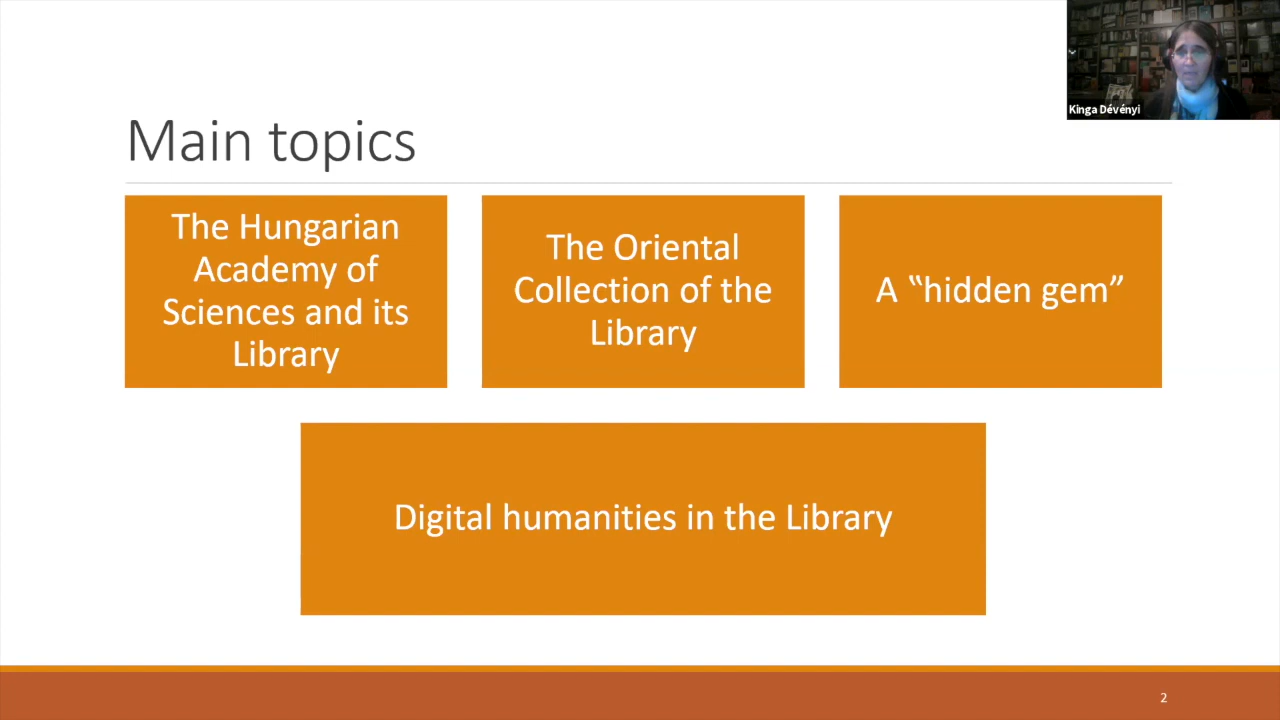 Kinga Dévényi
Main topics
The Hungarian
Academy of
Sciences and its
Library
The Oriental
Collection of the
Library
A ‟hidden gem”
Digital humanities in the Library
2